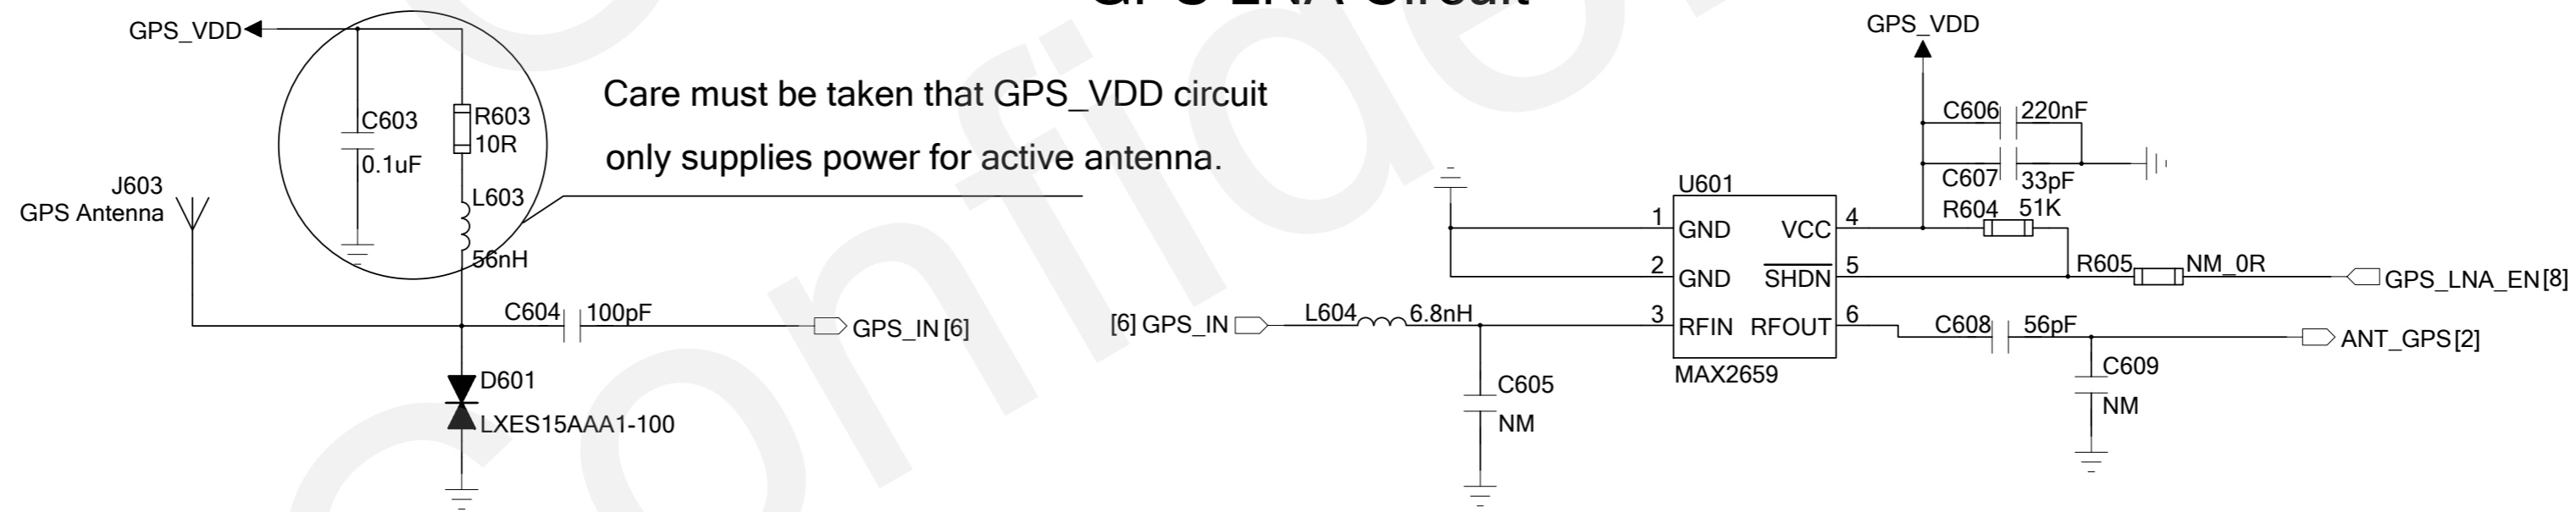 GPS LNA Circuit
GPS_VDD
Care must be taken that GPS_VDD circuit
only supplies power for active antenna.
C603
0.1uF
R603
10R
L603
56nH
J603
GPS Antenna
C604 100pF
GPS_IN [6]
D601
LXES15AAA1-100
GPS_VDD
C606 220nF
C607 33pF
R604 51K
U601
1 GND VCC 4
2 GND SHDN 5
3 RFIN RFOUT 6
MAX2659
R605 NM_0R
GPS_LNA_EN[8]
[6] GPS_IN
L604 6.8nH
C605
NM
C608 56pF
ANT_GPS[2]
C609
NM